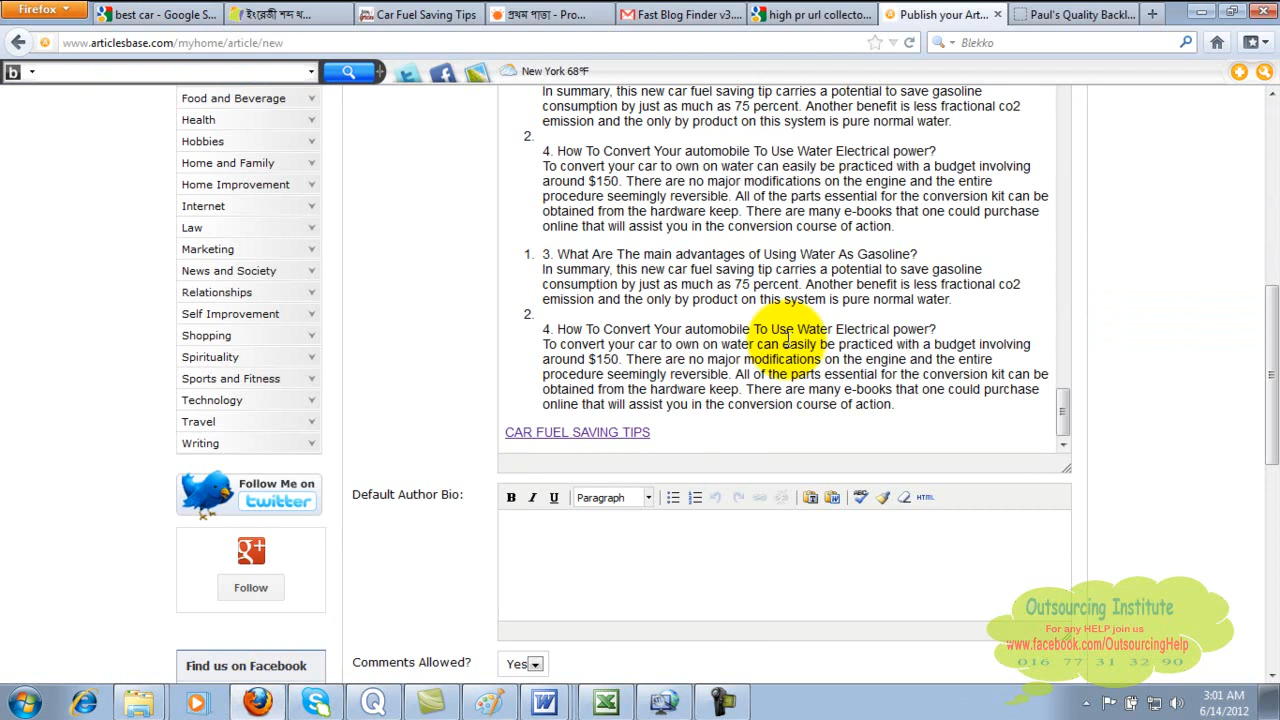 Firefox
best car - Google S...
ইংরেজী শব্দ খ...
Car Fuel Saving Tips
প্রথম পাতা - Pro...
Fast Blog Finder v3....
high pr url collecto...
Publish your Art...
Paul's Quality Backl...
www.articlesbase.com/myhome/article/new
Blekko
b
New York 68°F
Food and Beverage
Health
Hobbies
Home and Family
Home Improvement
Internet
Law
Marketing
News and Society
Relationships
Self Improvement
Shopping
Spirituality
Sports and Fitness
Technology
Travel
Writing
Follow Me on
twitter
g+
Follow
Find us on Facebook
In summary, this new car fuel saving tip carries a potential to save gasoline
consumption by just as much as 75 percent. Another benefit is less fractional co2
emission and the only by product on this system is pure normal water.
2.
4. How To Convert Your automobile To Use Water Electrical power?
To convert your car to own on water can easily be practiced with a budget involving
around $150. There are no major modifications on the engine and the entire
procedure seemingly reversible. All of the parts essential for the conversion kit can be
obtained from the hardware keep. There are many e-books that one could purchase
online that will assist you in the conversion course of action.
1. 3. What Are The main advantages of Using Water As Gasoline?
In summary, this new car fuel saving tip carries a potential to save gasoline
consumption by just as much as 75 percent. Another benefit is less fractional co2
emission and the only by product on this system is pure normal water.
2.
4. How To Convert Your automobile To Use Water Electrical power?
To convert your car to own on water can easily be practiced with a budget involving
around $150. There are no major modifications on the engine and the entire
procedure seemingly reversible. All of the parts essential for the conversion kit can be
obtained from the hardware keep. There are many e-books that one could purchase
online that will assist you in the conversion course of action.
CAR FUEL SAVING TIPS
Default Author Bio:
B I U Paragraph ABC HTML
Comments Allowed?
Yes
Outsourcing Institute
For any HELP join us
www.facebook.com/OutsourcingHelp
016 77 31 32 90
3:01 AM
6/14/2012